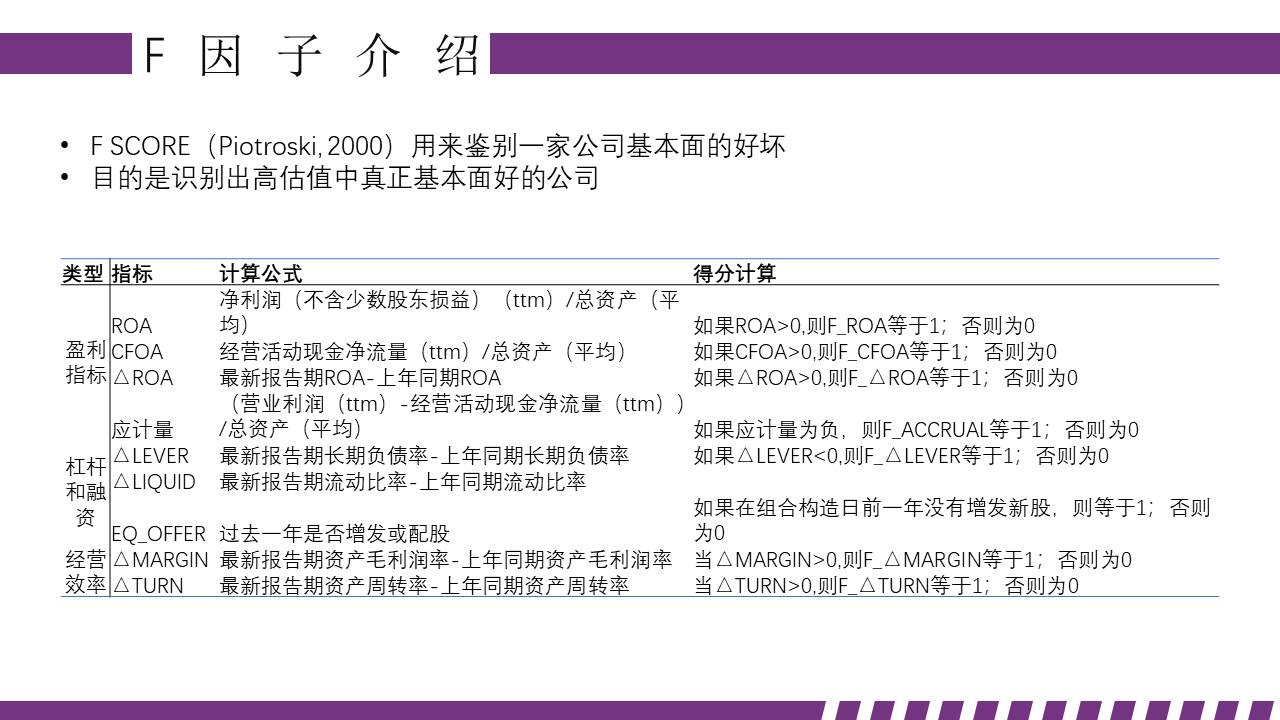 F 因 子 介 绍
• F SCORE（Piotroski, 2000）用来鉴别一家公司基本面的好坏
• 目的是识别出高估值中真正基本面好的公司
类型 指标 计算公式 得分计算
盈利
指标
ROA 净利润（不含少数股东损益）（ttm）/总资产（平
均） 如果ROA>0,则F_ROA等于1；否则为0
CFOA 经营活动现金净流量（ttm）/总资产（平均） 如果CFOA>0,则F_CFOA等于1；否则为0
△ROA 最新报告期ROA-上年同期ROA 如果△ROA>0,则F_△ROA等于1；否则为0
应计量 （营业利润（ttm）-经营活动现金净流量（ttm））
/总资产（平均） 如果应计量为负，则F_ACCRUAL等于1；否则为0
杠杆
和融
资
△LEVER 最新报告期长期负债率-上年同期长期负债率 如果△LEVER<0,则F_△LEVER等于1；否则为0
△LIQUID 最新报告期流动比率-上年同期流动比率
EQ_OFFER 过去一年是否增发或配股 如果在组合构造日前一年没有增发新股，则等于1；否则
为0
经营
效率
△MARGIN 最新报告期资产毛利润率-上年同期资产毛利润率 当△MARGIN>0,则F_△MARGIN等于1；否则为0
△TURN 最新报告期资产周转率-上年同期资产周转率 当△TURN>0,则F_△TURN等于1；否则为0